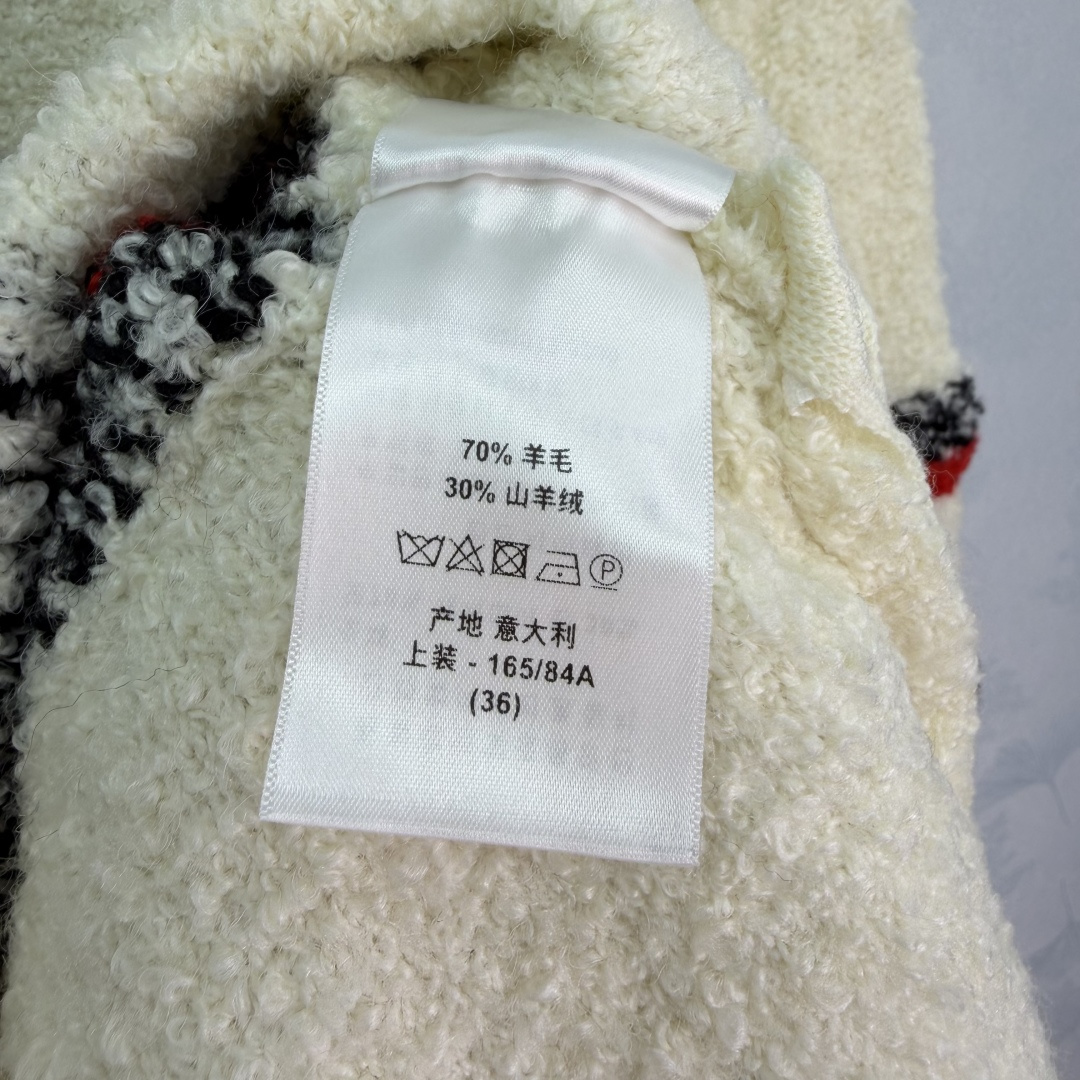 70% 羊毛
30% 山羊绒
P
产地 意大利
上装 - 165/84A
(36)